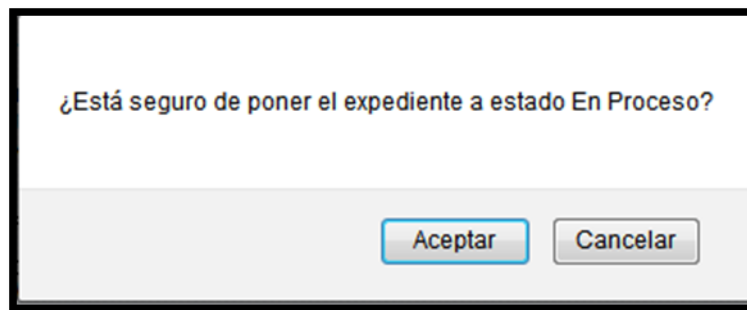 ¿Está seguro de poner el expediente a estado En Proceso?
Aceptar Cancelar